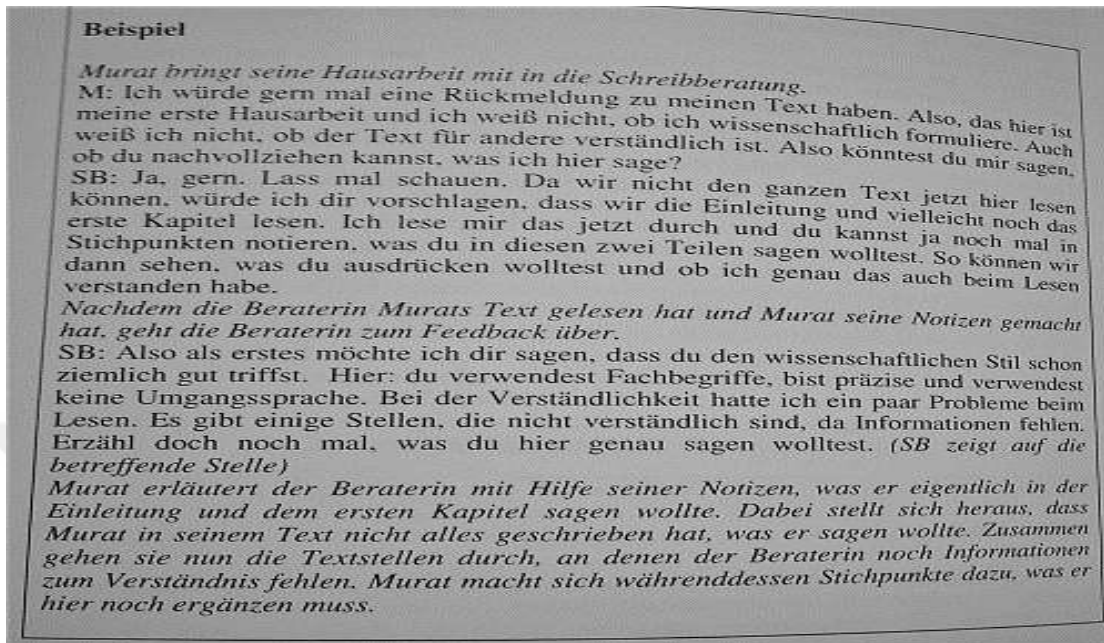 Beispiel
Murat bringt seine Hausarbeit mit in die Schreibberatung.
M: Ich würde gern mal eine Rückmeldung zu meinen Text haben. Also, das hier ist
meine erste Hausarbeit und ich weiß nicht, ob ich wissenschaftlich formuliere. Auch
weiß ich nicht, ob der Text für andere verständlich ist. Also könntest du mir sagen,
ob du nachvollziehen kannst, was ich hier sage?
SB: Ja, gern. Lass mal schauen. Da wir nicht den ganzen Text jetzt hier lesen
können, würde ich dir vorschlagen, dass wir die Einleitung und vielleicht noch das
erste Kapitel lesen. Ich lese mir das jetzt durch und du kannst ja noch mal in
Stichpunkten notieren, was du in diesen zwei Teilen sagen wolltest. So können wir
dann sehen, was du ausdrücken wolltest und ob ich genau das auch beim Lesen
verstanden habe.
Nachdem die Beraterin Murats Text gelesen hat und Murat seine Notizen gemacht
hat, geht die Beraterin zum Feedback über.
SB: Also als erstes möchte ich dir sagen, dass du den wissenschaftlichen Stil schon
ziemlich gut triffst. Hier: du verwendest Fachbegriffe, bist präzise und verwendest
keine Umgangssprache. Bei der Verständlichkeit hatte ich ein paar Probleme beim
Lesen. Es gibt einige Stellen, die nicht verständlich sind, da Informationen fehlen.
Erzähl doch noch mal, was du hier genau sagen wolltest. (SB zeigt auf die
betreffende Stelle)
Murat erläutert der Beraterin mit Hilfe seiner Notizen, was er eigentlich in der
Einleitung und dem ersten Kapitel sagen wollte. Dabei stellt sich heraus, dass
Murat in seinem Text nicht alles geschrieben hat, was er sagen wollte. Zusammen
gehen sie nun die Textstellen durch, an denen der Beraterin noch Informationen
zum Verständnis fehlen. Murat macht sich währenddessen Stichpunkte dazu, was er
hier noch ergänzen muss.